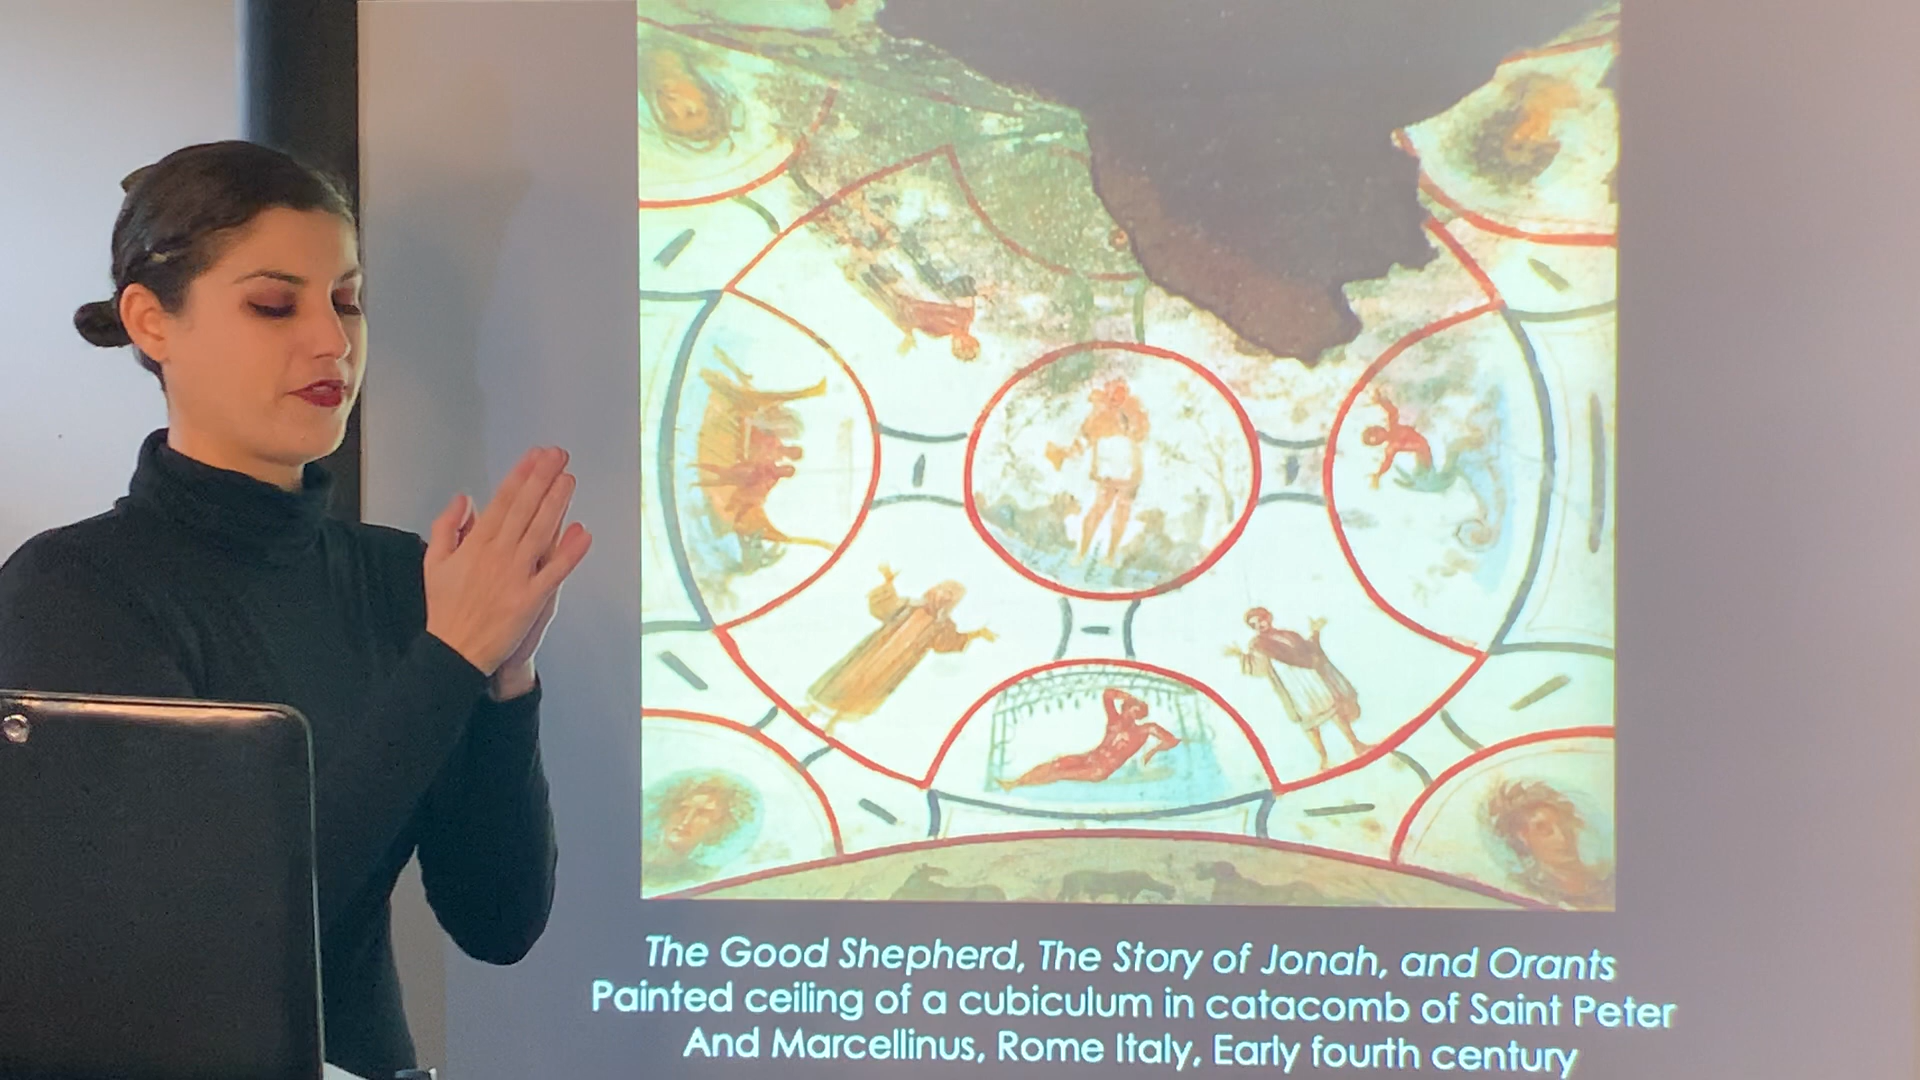 The Good Shepherd, The Story of Jonah, and Orants
Painted ceiling of a cubiculum in catacomb of Saint Peter
And Marcellinus, Rome Italy, Early fourth century